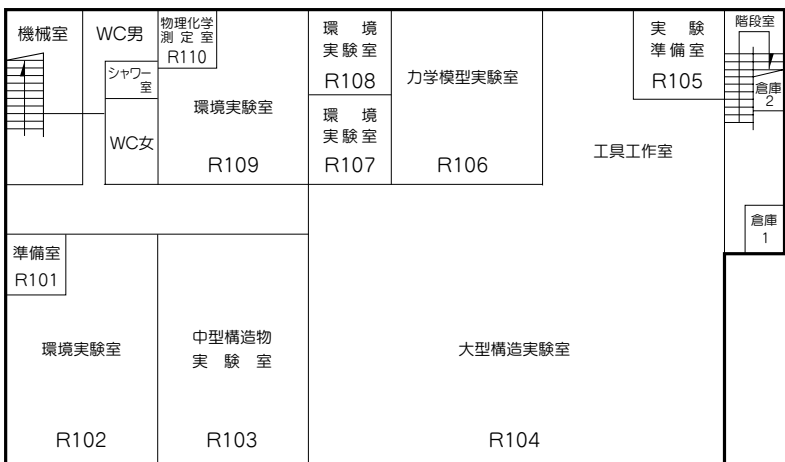 機械室
WC男
物理化学
測定室
R110
シャワー
室
WC女
環境実験室
R109
環境
実験室
R108
環境
実験室
R107
力学模型実験室
R106
実験
準備室
R105
工具工作室
階段室
倉庫
2
倉庫
1
準備室
R101
環境実験室
R102
中型構造物
実験室
R103
大型構造実験室
R104